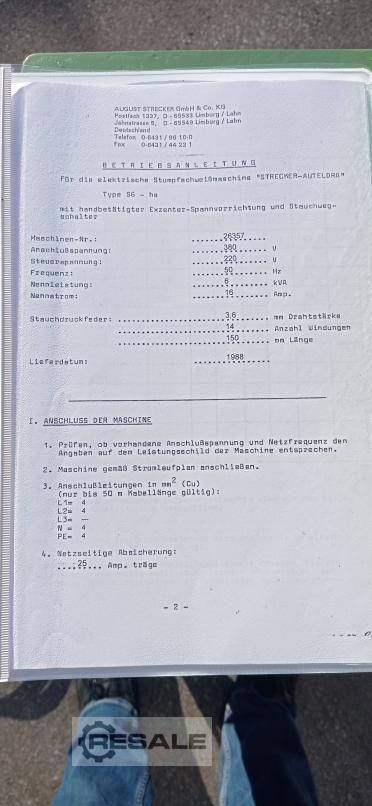 AUGUST STRECKER GmbH & Co. KG
Postfach 1337, D - 65533 Limburg / Lahn
Jahnstrasse 5, D - 65549 Limburg / Lahn
Deutschland
Telefon 0-6431 / 96 10-0
Fax 0-6431 / 44 22 1
BETRIEBSANLEITUNG
Für die elektrische Stumpfschweißmaschine "STRECKER-AUTELORA"
Type S6 - ha
mit handbetätigter Exzenter-Spannvorrichtung und Stauchweg-
schalter
Maschinen-Nr.: .......26357......
Anschlußspannung: .......380....... V
Steuerspannung: .......220....... V
Frequenz: .......50....... Hz
Nennleistung: .......6....... kVA
Nennstrom: .......16....... Amp.
Stauchdruckfeder: .......3,6....... mm Drahtstärke
.......14....... Anzahl Windungen
.......150....... mm Länge
Lieferdatum: .......1988.......
I. ANSCHLUSS DER MASCHINE
1. Prüfen, ob vorhandene Anschlußspannung und Netzfrequenz den
Angaben auf dem Leistungsschild der Maschine entsprechen.
2. Maschine gemäß Stromlaufplan anschließen.
3. Anschlußleitungen in mm2 (Cu)
(nur bis 50 m Kabellänge gültig):
L1= 4
L2= 4
L3= --
N = 4
PE= 4
4. Netzseitige Absicherung:
....25... Amp. träge
- 2 -
RESALE